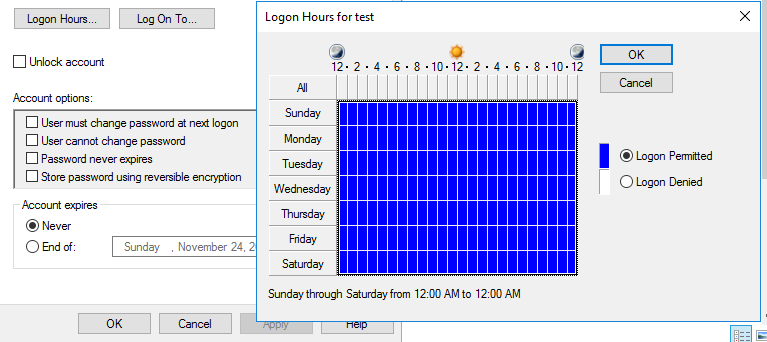 Logon Hours...
Log On To...
Unlock account
Account options:
User must change password at next logon
User cannot change password
Password never expires
Store password using reversible encryption
Account expires
Never
End of:
Sunday , November 24, 2
OK
Cancel
Apply
Help
Logon Hours for test
12 · 2 · 4 · 6 · 8 · 10 · 12 · 2 · 4 · 6 · 8 · 10 · 12
All
Sunday
Monday
Tuesday
Wednesday
Thursday
Friday
Saturday
Sunday through Saturday from 12:00 AM to 12:00 AM
OK
Cancel
Logon Permitted
Logon Denied